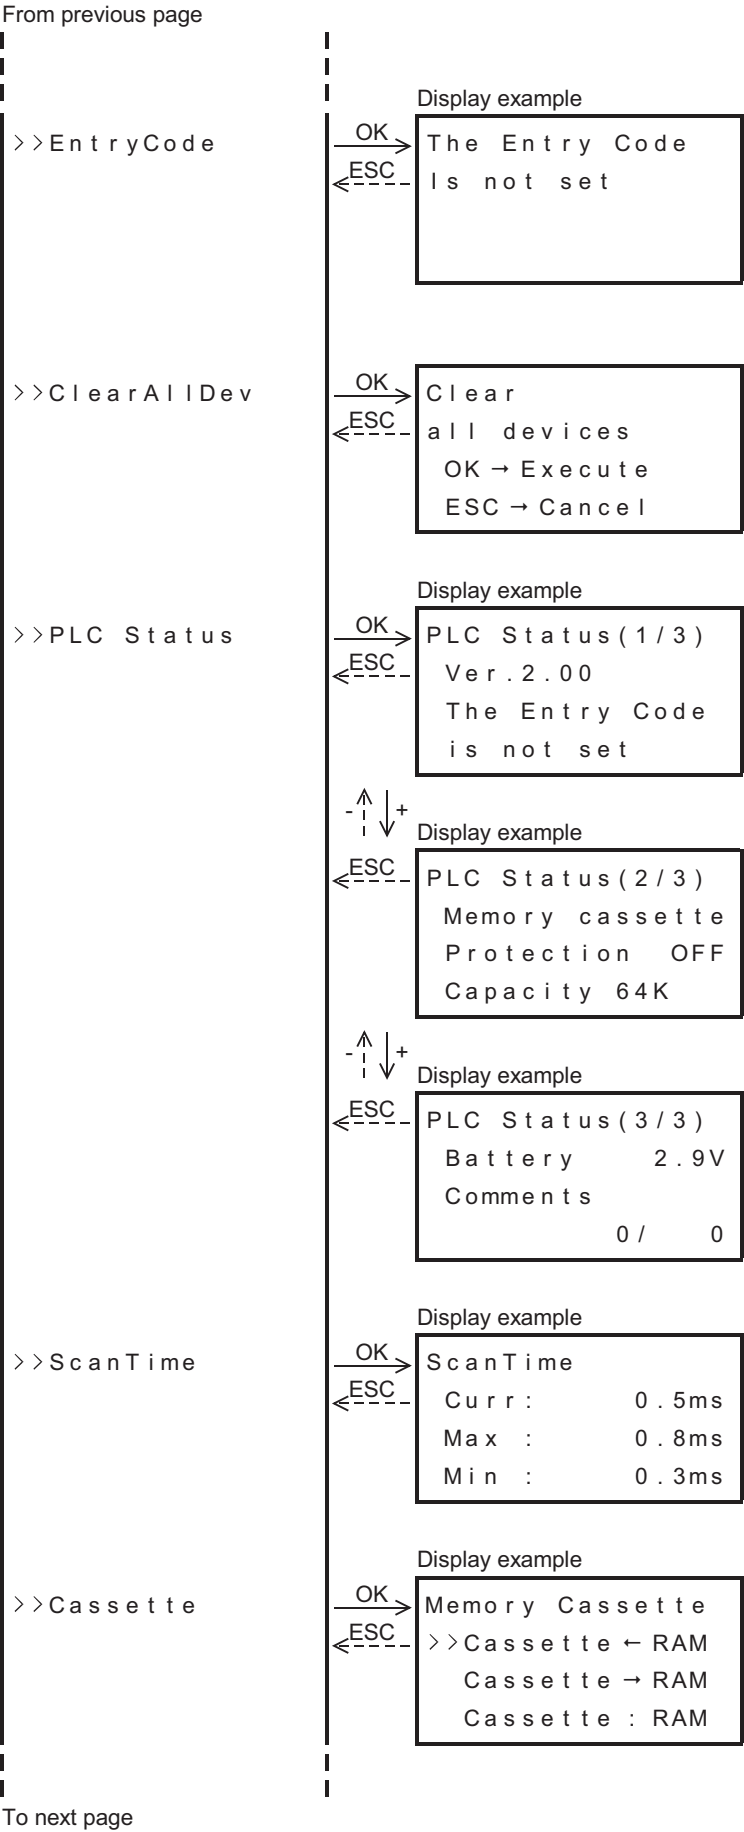 From previous page
Display example
>>EntryCode
OK
ESC
The Entry Code
Is not set
>>ClearAllDev
OK
ESC
Clear
all devices
OK→Execute
ESC→Cancel
Display example
>>PLC Status
OK
ESC
PLC Status(1/3)
Ver.2.00
The Entry Code
is not set
- +
Display example
ESC
PLC Status(2/3)
Memory cassette
Protection OFF
Capacity 64K
- +
Display example
ESC
PLC Status(3/3)
Battery 2.9V
Comments
0/ 0
Display example
>>ScanTime
OK
ESC
ScanTime
Curr: 0.5ms
Max : 0.8ms
Min : 0.3ms
Display example
>>Cassette
OK
ESC
Memory Cassette
>>Cassette←RAM
Cassette→RAM
Cassette:RAM
To next page